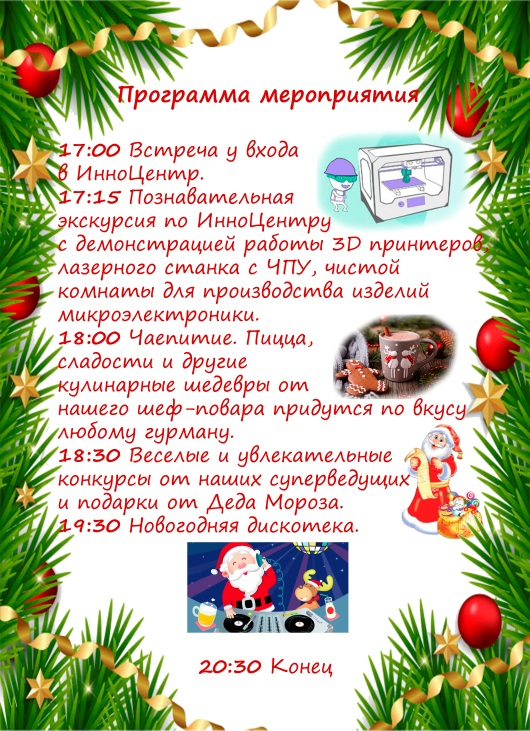 Программа мероприятия
17:00 Встреча у входа
в ИнноЦентр.
17:15 Познавательная
экскурсия по ИнноЦентру
с демонстрацией работы 3D принтеров,
лазерного станка с ЧПУ, чистой
комнаты для производства изделий
микроэлектроники.
18:00 Чаепитие. Пицца,
сладости и другие
кулинарные шедевры от
нашего шеф-повара придутся по вкусу
любому гурману.
18:30 Веселые и увлекательные
конкурсы от наших суперведущих
и подарки от Деда Мороза.
19:30 Новогодняя дискотека.
20:30 Конец